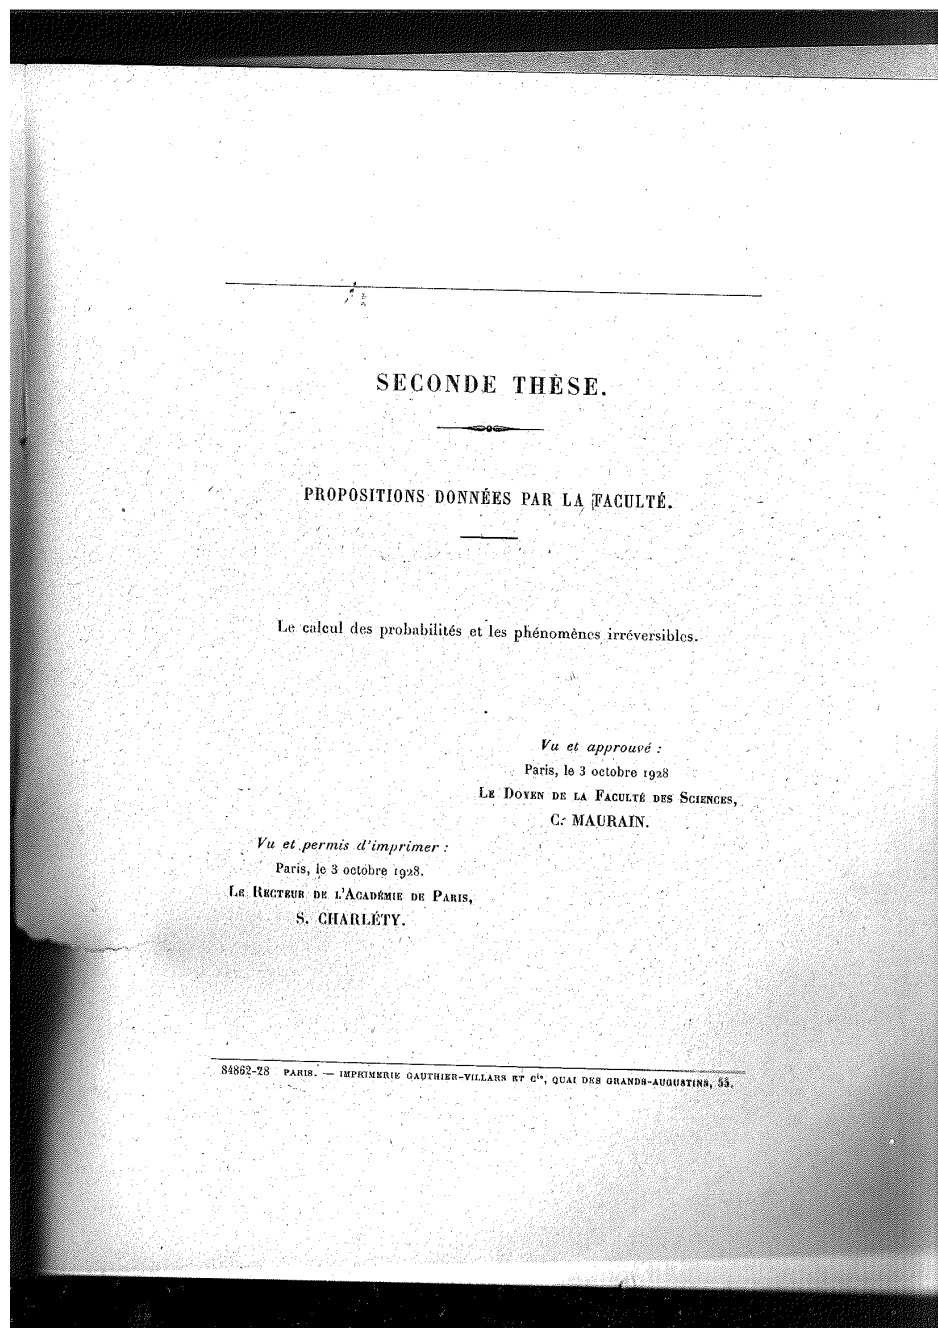 SECONDE THÈSE.
PROPOSITIONS DONNÉES PAR LA FACULTÉ.
Le calcul des probabilités et les phénomènes irréversibles.
Vu et approuvé :
Paris, le 3 octobre 1928
LE DOYEN DE LA FACULTÉ DES SCIENCES,
C. MAURAIN.
Vu et permis d'imprimer :
Paris, le 3 octobre 1928.
LE RECTEUR DE L'ACADÉMIE DE PARIS,
S. CHARLÉTY.
84862-28 PARIS. — IMPRIMERIE GAUTHIER-VILLARS ET Cie, QUAI DES GRANDS-AUGUSTINS, 55.